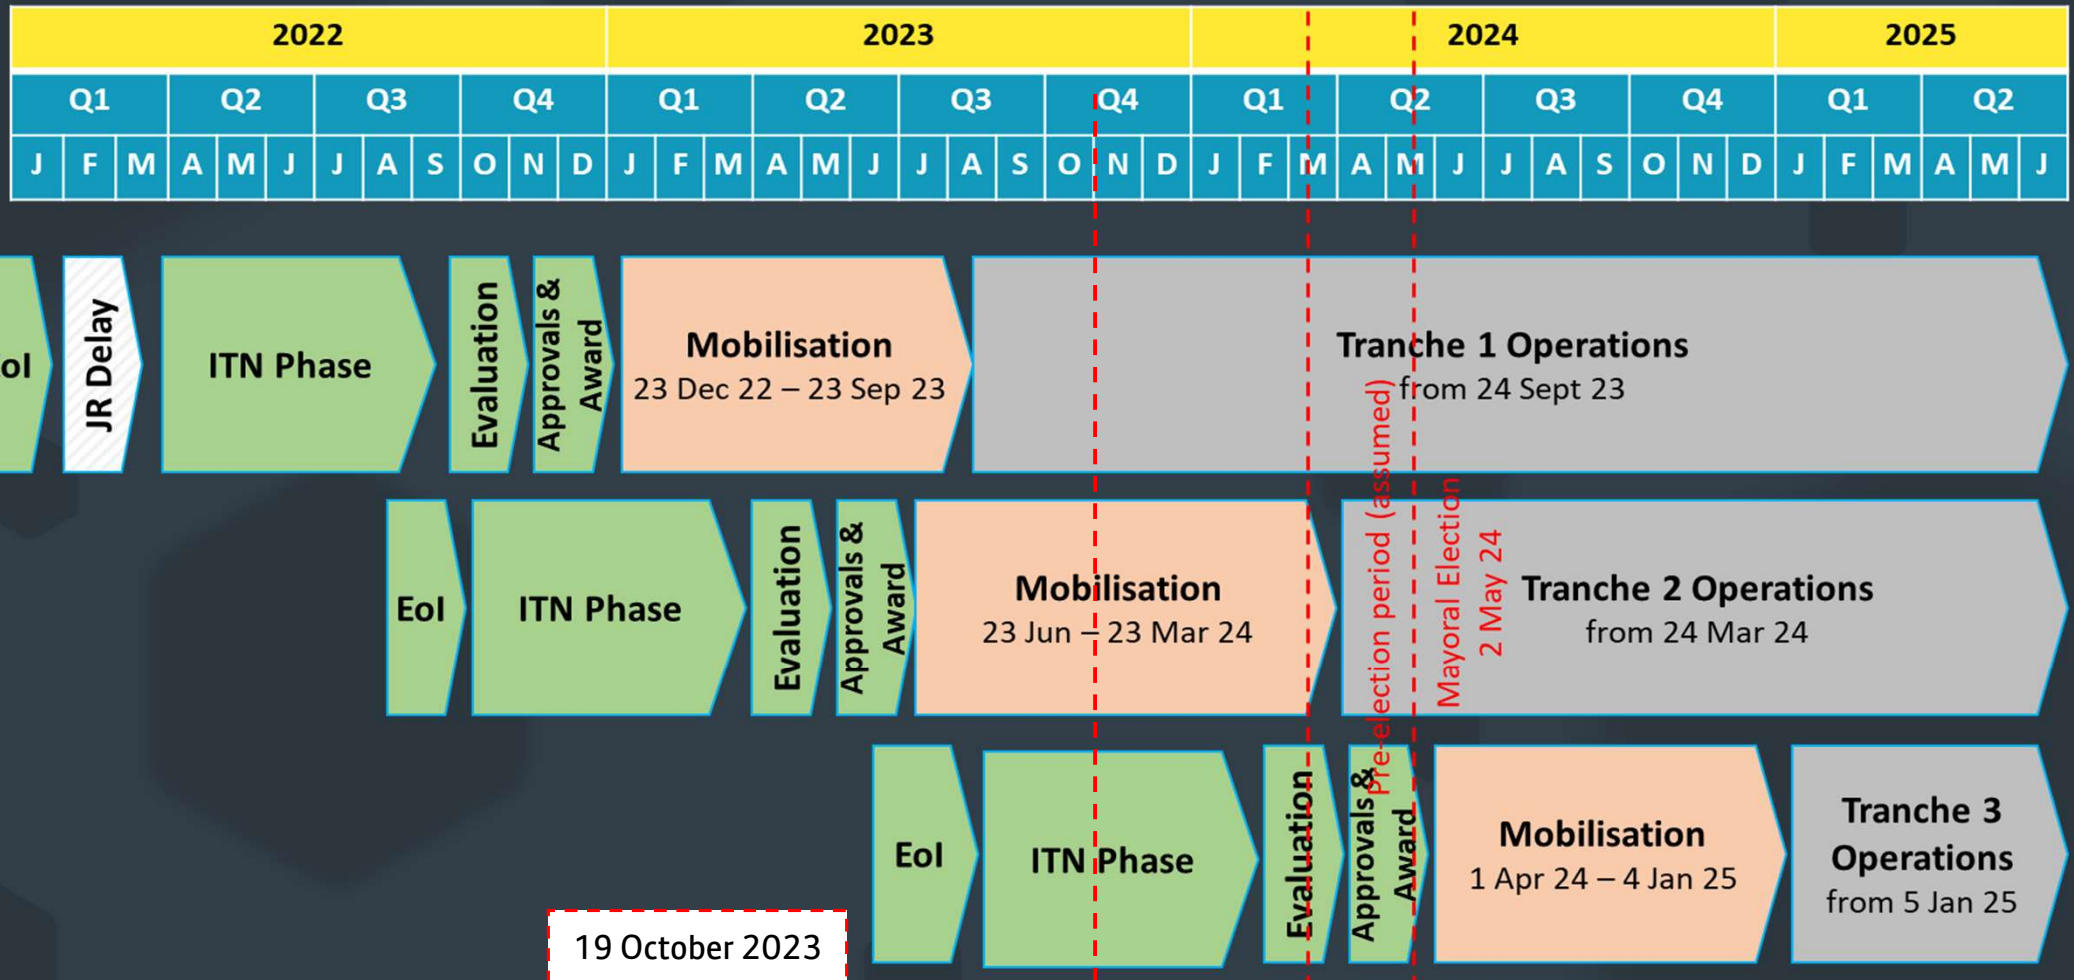 2022 2023 2024 2025
Q1 Q2 Q3 Q4 Q1 Q2 Q3 Q4 Q1 Q2 Q3 Q4 Q1 Q2
J F M A M J J A S O N D J F M A M J J A S O N D J F M A M J J A S O N D J F M A M J
oI
JR Delay
ITN Phase
Evaluation
Approvals &
Award
Mobilisation
23 Dec 22 – 23 Sep 23
Tranche 1 Operations
from 24 Sept 23
EoI
ITN Phase
Evaluation
Approvals &
Award
Mobilisation
23 Jun – 23 Mar 24
Pre-election period (assumed)
Mayoral Election
2 May 24
Tranche 2 Operations
from 24 Mar 24
EoI
ITN Phase
Evaluation
Approvals &
Award
Mobilisation
1 Apr 24 – 4 Jan 25
Tranche 3
Operations
from 5 Jan 25
19 October 2023